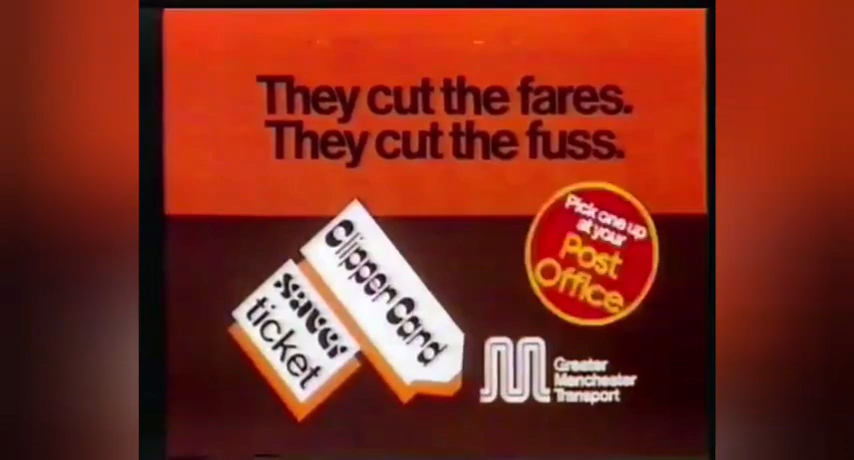 They cut the fares.
They cut the fuss.
Clipper Card
saver
ticket
Pick one up
at your
Post
Office
Greater
Manchester
Transport